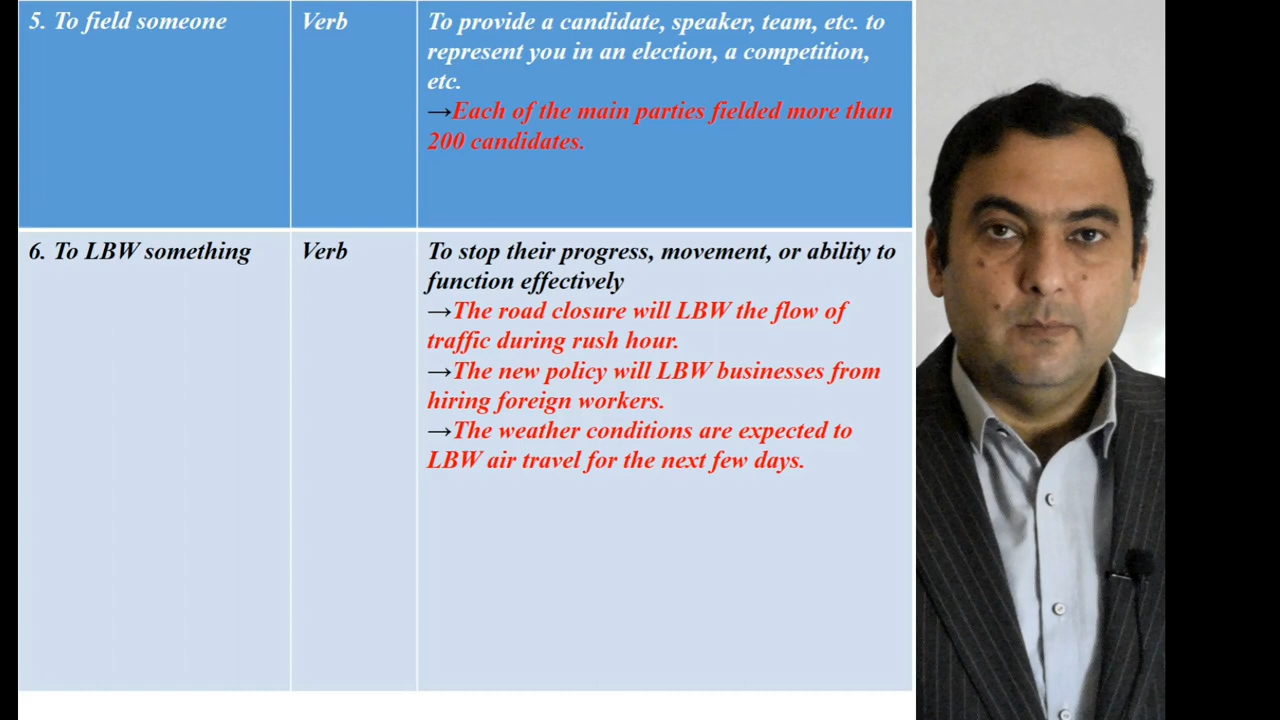 5. To field someone
Verb
To provide a candidate, speaker, team, etc. to
represent you in an election, a competition,
etc.
→Each of the main parties fielded more than
200 candidates.
6. To LBW something
Verb
To stop their progress, movement, or ability to
function effectively
→The road closure will LBW the flow of
traffic during rush hour.
→The new policy will LBW businesses from
hiring foreign workers.
→The weather conditions are expected to
LBW air travel for the next few days.